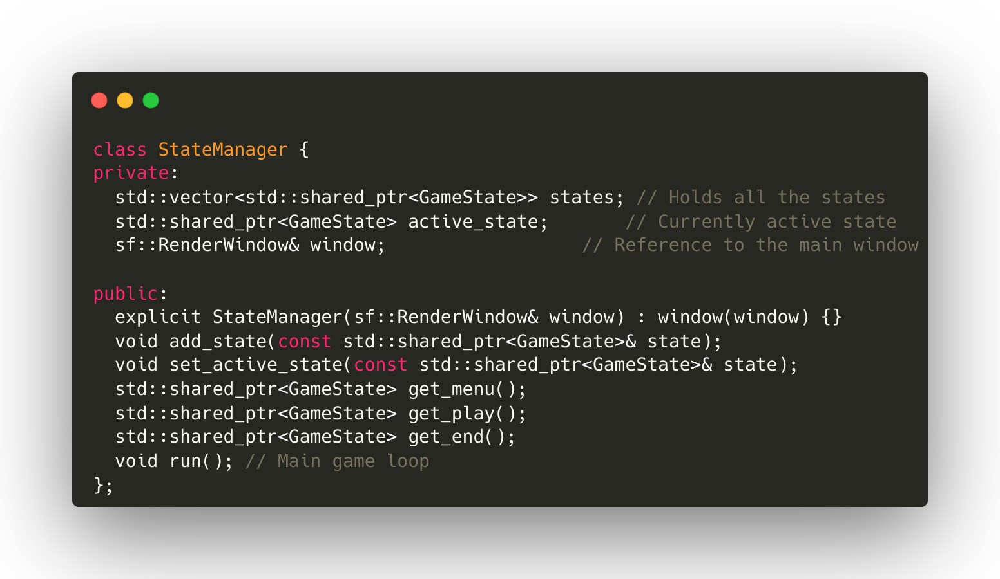 class StateManager {
private:
  std::vector<std::shared_ptr<GameState>> states; // Holds all the states
  std::shared_ptr<GameState> active_state;       // Currently active state
  sf::RenderWindow& window;                  // Reference to the main window

public:
  explicit StateManager(sf::RenderWindow& window) : window(window) {}
  void add_state(const std::shared_ptr<GameState>& state);
  void set_active_state(const std::shared_ptr<GameState>& state);
  std::shared_ptr<GameState> get_menu();
  std::shared_ptr<GameState> get_play();
  std::shared_ptr<GameState> get_end();
  void run(); // Main game loop
};